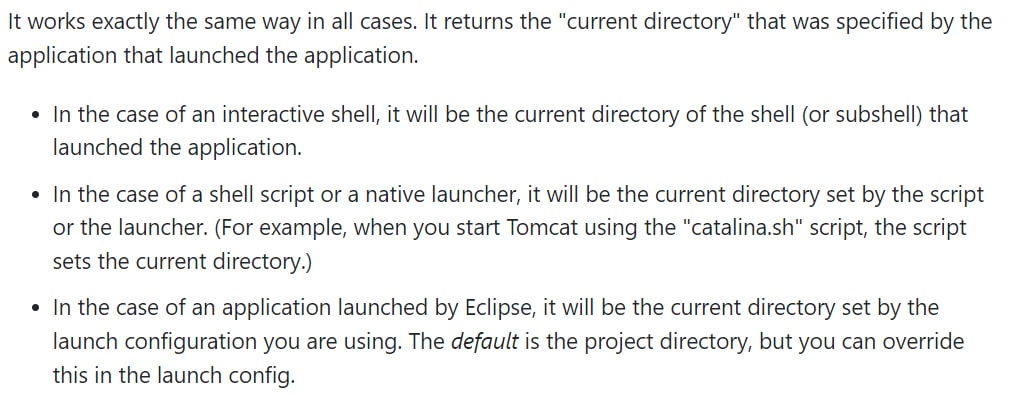 It works exactly the same way in all cases. It returns the "current directory" that was specified by the
application that launched the application.
• In the case of an interactive shell, it will be the current directory of the shell (or subshell) that
launched the application.
• In the case of a shell script or a native launcher, it will be the current directory set by the script
or the launcher. (For example, when you start Tomcat using the "catalina.sh" script, the script
sets the current directory.)
• In the case of an application launched by Eclipse, it will be the current directory set by the
launch configuration you are using. The default is the project directory, but you can override
this in the launch config.